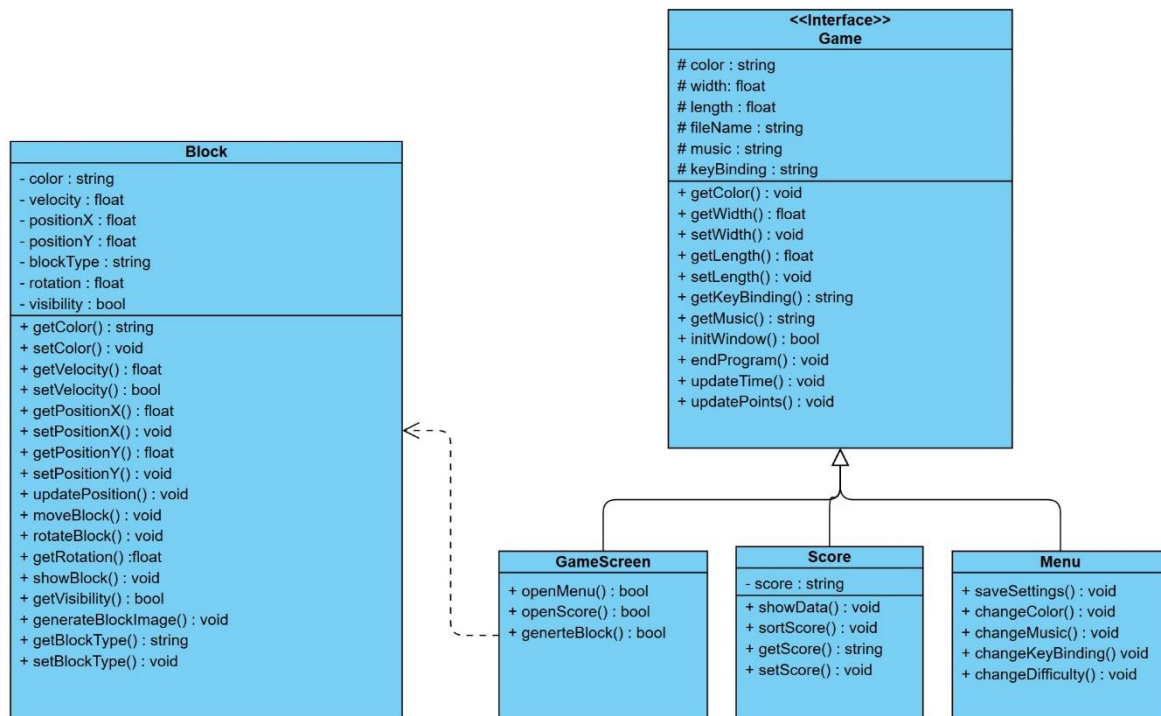 <<Interface>>
Game
# color : string
# width: float
# length : float
# fileName : string
# music : string
# keyBinding : string
+ getColor() : void
+ getWidth() : float
+ setWidth() : void
+ getLength() : float
+ setLength() : void
+ getKeyBinding() : string
+ getMusic() : string
+ initWindow() : bool
+ endProgram() : void
+ updateTime() : void
+ updatePoints() : void
Block
- color : string
- velocity : float
- positionX : float
- positionY : float
- blockType : string
- rotation : float
- visibility : bool
+ getColor() : string
+ setColor() : void
+ getVelocity() : float
+ setVelocity() : bool
+ getPositionX() : float
+ setPositionX() : void
+ getPositionY() : float
+ setPositionY() : void
+ updatePosition() : void
+ moveBlock() : void
+ rotateBlock() : void
+ getRotation() :float
+ showBlock() : void
+ getVisibility() : bool
+ generateBlockImage() : void
+ getBlockType() : string
+ setBlockType() : void
GameScreen
+ openMenu() : bool
+ openScore() : bool
+ generteBlock() : bool
Score
- score : string
+ showData() : void
+ sortScore() : void
+ getScore() : string
+ setScore() : void
Menu
+ saveSettings() : void
+ changeColor() : void
+ changeMusic() : void
+ changeKeyBinding() void
+ changeDifficulty() : void